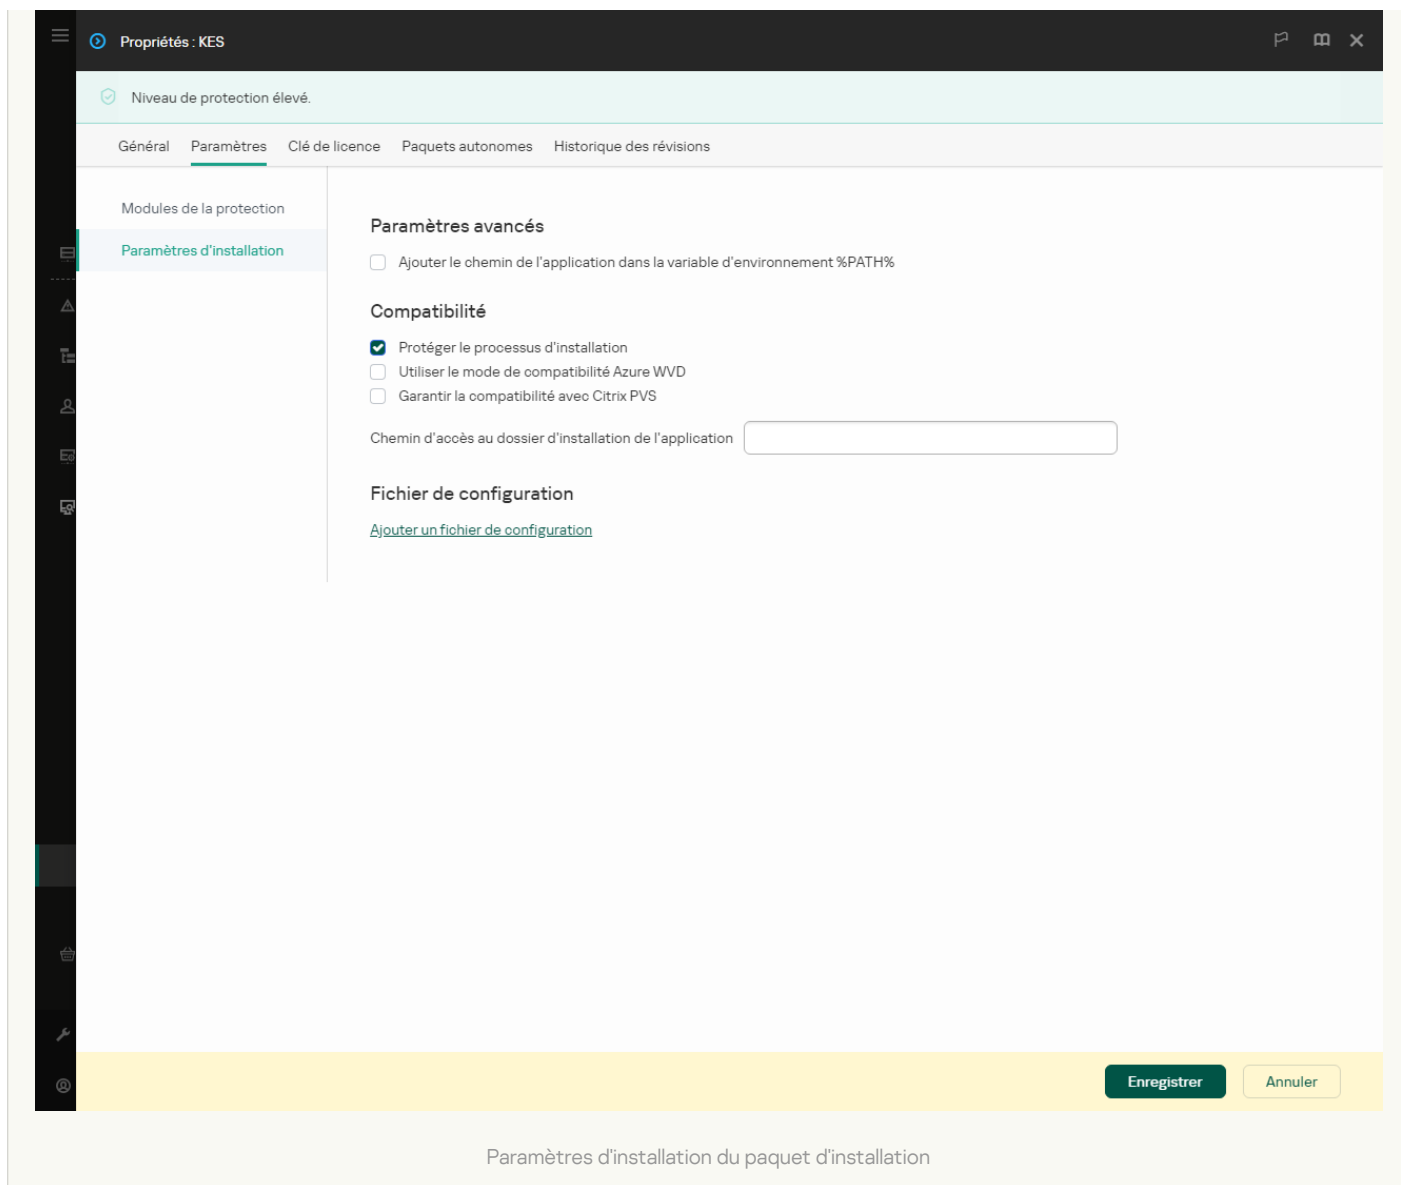 Propriétés : KES
Niveau de protection élevé.
Général Paramètres Clé de licence Paquets autonomes Historique des révisions
Modules de la protection
Paramètres d'installation
Paramètres avancés
Ajouter le chemin de l'application dans la variable d'environnement %PATH%
Compatibilité
Protéger le processus d'installation
Utiliser le mode de compatibilité Azure WVD
Garantir la compatibilité avec Citrix PVS
Chemin d'accès au dossier d'installation de l'application
Fichier de configuration
Ajouter un fichier de configuration
Enregistrer Annuler
Paramètres d'installation du paquet d'installation